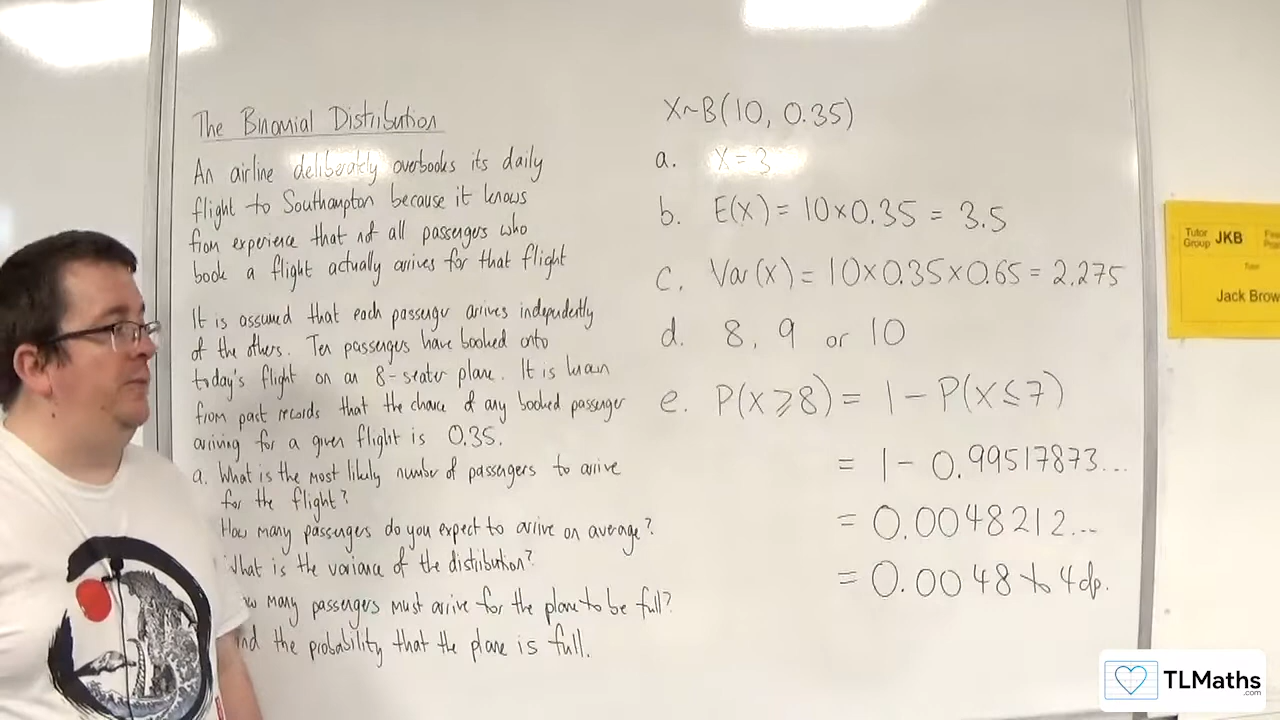 The Binomial Distribution
An airline deliberately overbooks its daily
flight to Southampton because it knows
from experience that not all passengers who
book a flight actually arrives for that flight
It is assumed that each passenger arrives independently
of the others. Ten passengers have booked onto
today's flight on an 8-seater plane. It is known
from past records that the chance of any booked passenger
arriving for a given flight is 0.35.
a. What is the most likely number of passengers to arrive
for the flight?
How many passengers do you expect to arrive on average?
What is the variance of the distribution?
How many passengers must arrive for the plane to be full?
the probability that the plane is full.
X~B(10, 0.35)
a. X = 3
b. E(X) = 10×0.35 = 3.5
c. Var(X) = 10×0.35×0.65 = 2.275
d. 8, 9 or 10
e. P(X⩾8) = 1 - P(X≤7)
= 1 - 0.99517873...
= 0.0048212...
= 0.0048 to 4dp.
Tutor
Group JKB
Jack Brow
TLMaths
.com